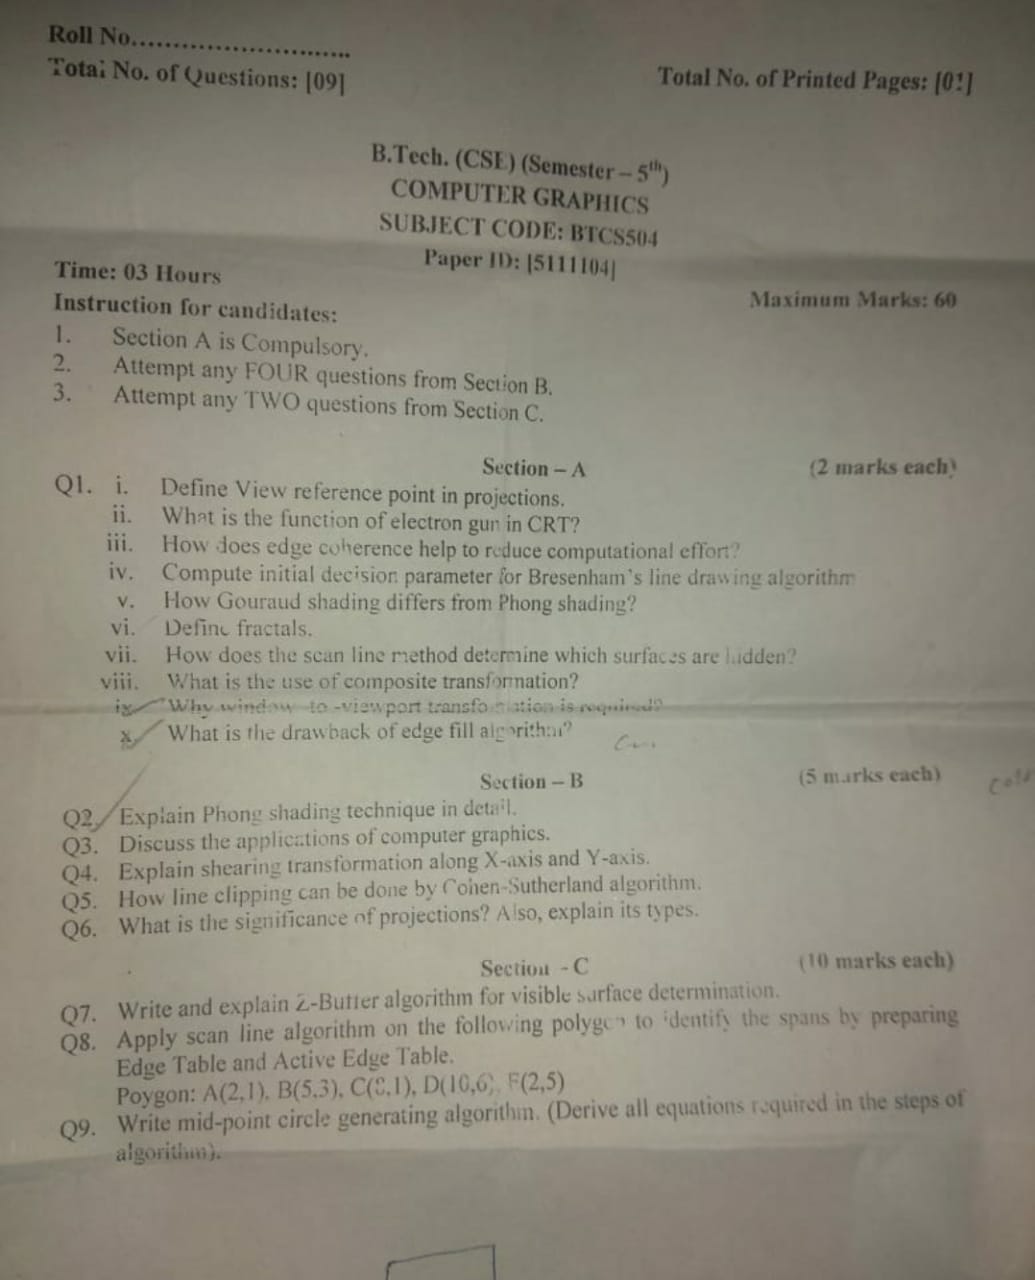 Roll No.............................
Total No. of Questions: [09]
Total No. of Printed Pages: [01]
B.Tech. (CSE) (Semester – 5th)
COMPUTER GRAPHICS
SUBJECT CODE: BTCS504
Paper ID: [5111104]
Time: 03 Hours
Maximum Marks: 60
Instruction for candidates:
1. Section A is Compulsory.
2. Attempt any FOUR questions from Section B.
3. Attempt any TWO questions from Section C.
Section – A (2 marks each)
Q1. i. Define View reference point in projections.
ii. What is the function of electron gun in CRT?
iii. How does edge coherence help to reduce computational effort?
iv. Compute initial decision parameter for Bresenham's line drawing algorithm
v. How Gouraud shading differs from Phong shading?
vi. Define fractals.
vii. How does the scan line method determine which surfaces are hidden?
viii. What is the use of composite transformation?
ix. Why window -to -viewport transformation is required?
x. What is the drawback of edge fill algorithm?
Section – B (5 marks each)
Q2. Explain Phong shading technique in detail.
Q3. Discuss the applications of computer graphics.
Q4. Explain shearing transformation along X-axis and Y-axis.
Q5. How line clipping can be done by Cohen-Sutherland algorithm.
Q6. What is the significance of projections? Also, explain its types.
Section - C (10 marks each)
Q7. Write and explain Z-Buffer algorithm for visible surface determination.
Q8. Apply scan line algorithm on the following polygon to identify the spans by preparing
Edge Table and Active Edge Table.
Poygon: A(2,1), B(5,3), C(8,1), D(10,6), F(2,5)
Q9. Write mid-point circle generating algorithm. (Derive all equations required in the steps of
algorithm).